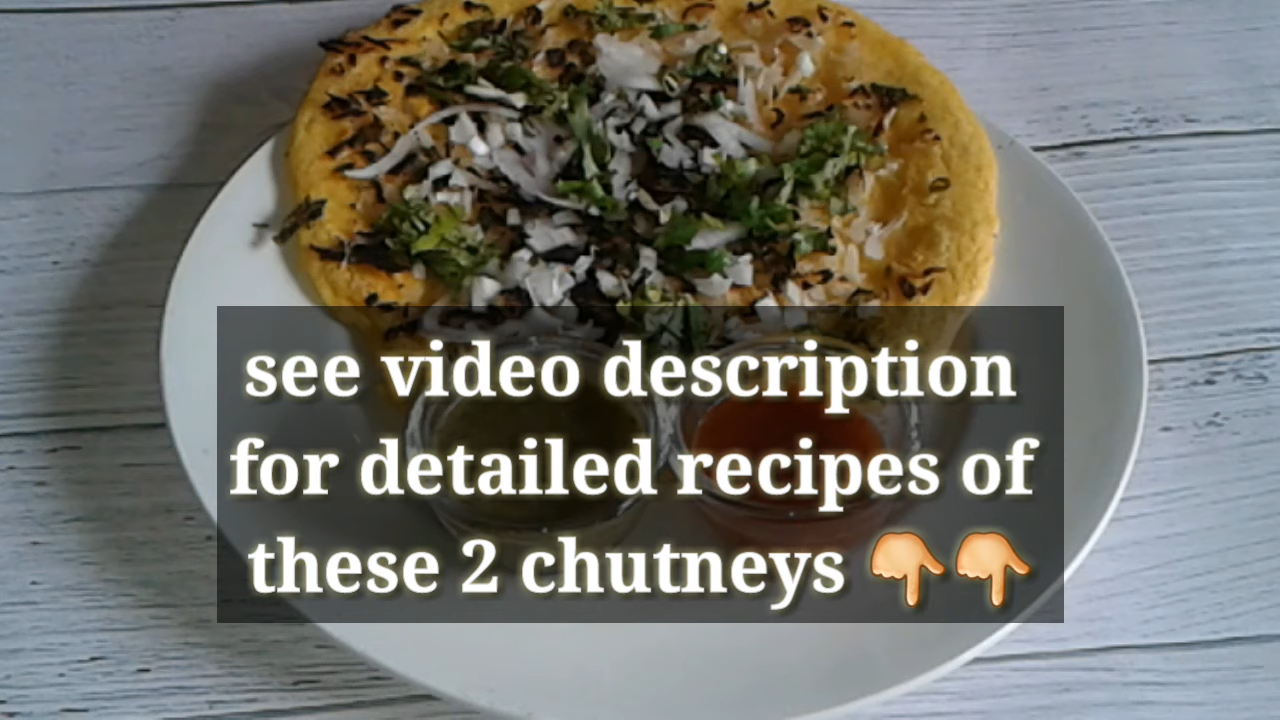 see video description
for detailed recipes of
these 2 chutneys 👇👇